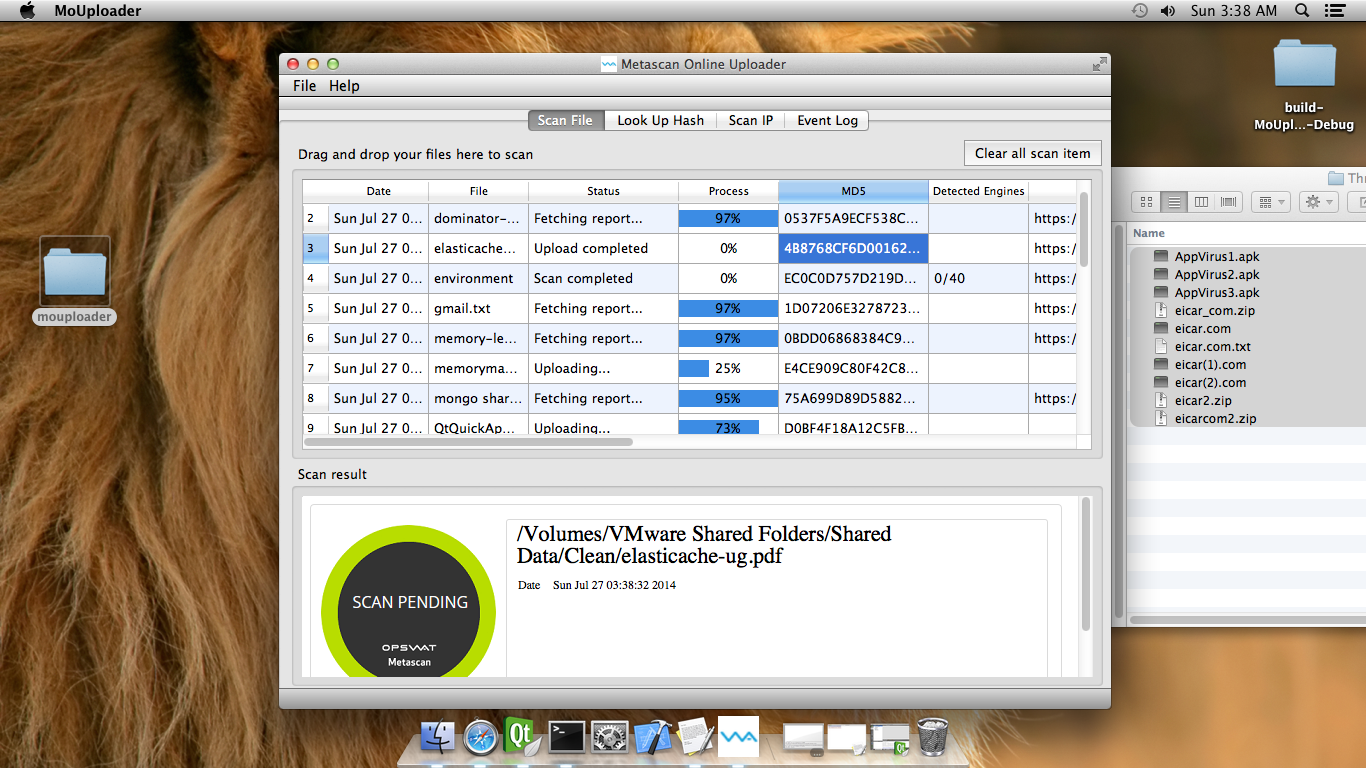 MoUploader
Sun 3:38 AM
Metascan Online Uploader
File Help
Scan File Look Up Hash Scan IP Event Log
Drag and drop your files here to scan
Clear all scan item
Date File Status Process MD5 Detected Engines
2 Sun Jul 27 0... dominator-... Fetching report... 97% 0537F5A9ECF538C... https:/
3 Sun Jul 27 0... elasticache... Upload completed 0% 4B8768CF6D00162... https:/
4 Sun Jul 27 0... environment Scan completed 0% EC0C0D757D219D... 0/40 https:/
5 Sun Jul 27 0... gmail.txt Fetching report... 97% 1D07206E3278723... https:/
6 Sun Jul 27 0... memory-le... Fetching report... 97% 0BDD06868384C9... https:/
7 Sun Jul 27 0... memoryma... Uploading... 25% E4CE909C80F42C8...
8 Sun Jul 27 0... mongo shar... Fetching report... 95% 75A699D89D5882... https:/
9 Sun Jul 27 0... QtQuickAp... Uploading... 73% D0BF4F18A12C5FB...
Scan result
SCAN PENDING
OPSWAT
Metascan
/Volumes/VMware Shared Folders/Shared
Data/Clean/elasticache-ug.pdf
Date Sun Jul 27 03:38:32 2014
mouploader
build-
MoUpl...-Debug
Thr
Name
AppVirus1.apk
AppVirus2.apk
AppVirus3.apk
eicar_com.zip
eicar.com
eicar.com.txt
eicar(1).com
eicar(2).com
eicar2.zip
eicarcom2.zip
Qt